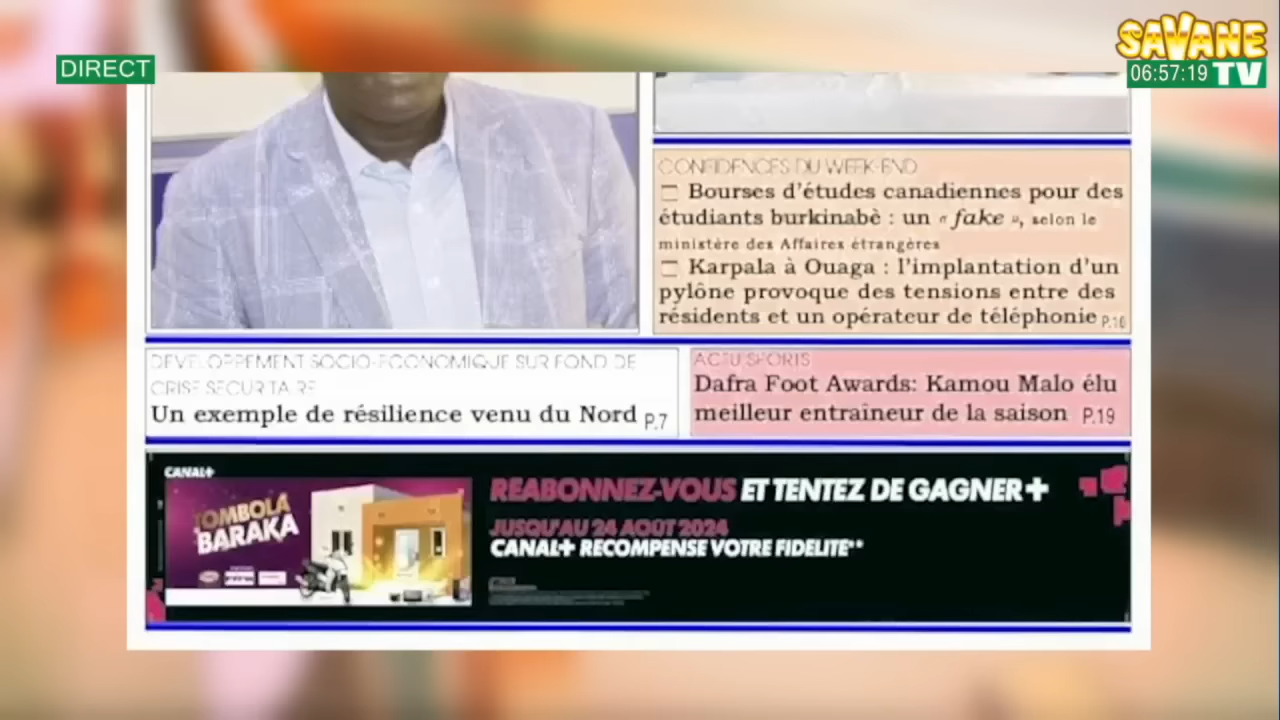 DIRECT
SAVANE
06:57:19 TV
CONFIDENCES DU WEEK-END
Bourses d'études canadiennes pour des
étudiants burkinabè : un « fake », selon le
ministère des Affaires étrangères
Karpala à Ouaga : l'implantation d'un
pylône provoque des tensions entre des
résidents et un opérateur de téléphonie
DEVELOPPEMENT SOCIO-ECONOMIQUE SUR FOND DE
CRISE SECURITAIRE
Un exemple de résilience venu du Nord P.7
ACTU SPORTS
Dafra Foot Awards: Kamou Malo élu
meilleur entraîneur de la saison P.19
CANAL+
TOMBOLA
BARAKA
RÉABONNEZ-VOUS ET TENTEZ DE GAGNER+
JUSQU'AU 24 AOÛT 2024
CANAL+ RECOMPENSE VOTRE FIDELITE**